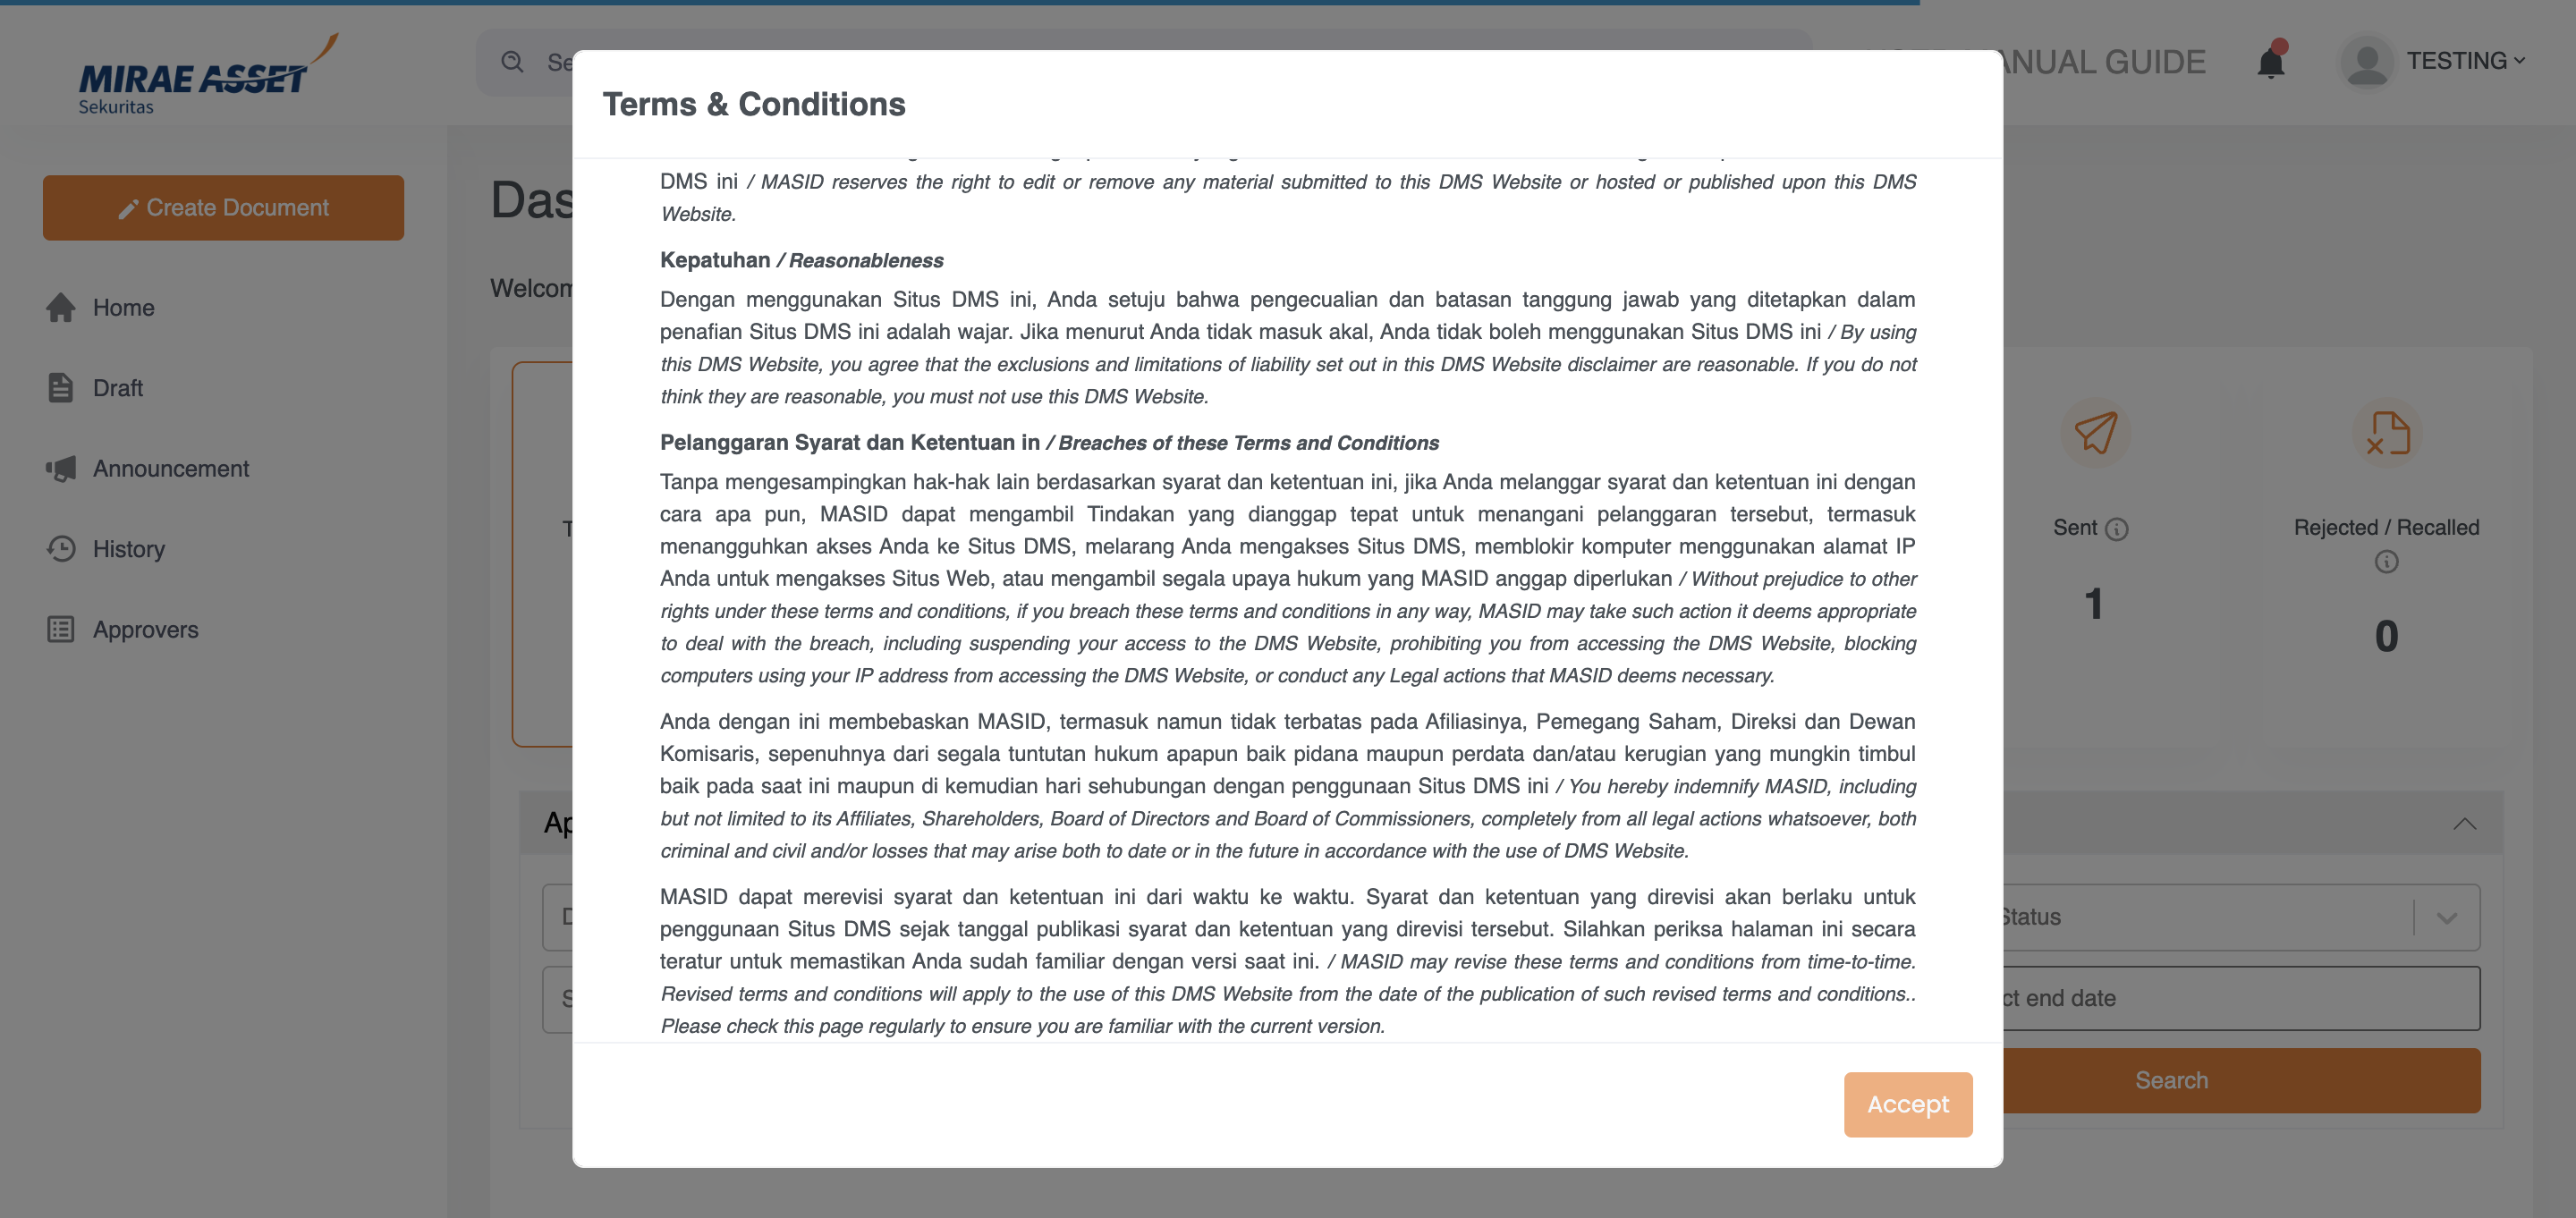 MIRAE ASSET
Sekuritas
ANUAL GUIDE
TESTING
Create Document
Home
Draft
Announcement
History
Approvers
Terms & Conditions
DMS ini / MASID reserves the right to edit or remove any material submitted to this DMS Website or hosted or published upon this DMS
Website.
Kepatuhan / Reasonableness
Dengan menggunakan Situs DMS ini, Anda setuju bahwa pengecualian dan batasan tanggung jawab yang ditetapkan dalam
penafian Situs DMS ini adalah wajar. Jika menurut Anda tidak masuk akal, Anda tidak boleh menggunakan Situs DMS ini / By using
this DMS Website, you agree that the exclusions and limitations of liability set out in this DMS Website disclaimer are reasonable. If you do not
think they are reasonable, you must not use this DMS Website.
Pelanggaran Syarat dan Ketentuan in / Breaches of these Terms and Conditions
Tanpa mengesampingkan hak-hak lain berdasarkan syarat dan ketentuan ini, jika Anda melanggar syarat dan ketentuan ini dengan
cara apa pun, MASID dapat mengambil Tindakan yang dianggap tepat untuk menangani pelanggaran tersebut, termasuk
menangguhkan akses Anda ke Situs DMS, melarang Anda mengakses Situs DMS, memblokir komputer menggunakan alamat IP
Anda untuk mengakses Situs Web, atau mengambil segala upaya hukum yang MASID anggap diperlukan / Without prejudice to other
rights under these terms and conditions, if you breach these terms and conditions in any way, MASID may take such action it deems appropriate
to deal with the breach, including suspending your access to the DMS Website, prohibiting you from accessing the DMS Website, blocking
computers using your IP address from accessing the DMS Website, or conduct any Legal actions that MASID deems necessary.
Anda dengan ini membebaskan MASID, termasuk namun tidak terbatas pada Afiliasinya, Pemegang Saham, Direksi dan Dewan
Komisaris, sepenuhnya dari segala tuntutan hukum apapun baik pidana maupun perdata dan/atau kerugian yang mungkin timbul
baik pada saat ini maupun di kemudian hari sehubungan dengan penggunaan Situs DMS ini / You hereby indemnify MASID, including
but not limited to its Affiliates, Shareholders, Board of Directors and Board of Commissioners, completely from all legal actions whatsoever, both
criminal and civil and/or losses that may arise both to date or in the future in accordance with the use of DMS Website.
MASID dapat merevisi syarat dan ketentuan ini dari waktu ke waktu. Syarat dan ketentuan yang direvisi akan berlaku untuk
penggunaan Situs DMS sejak tanggal publikasi syarat dan ketentuan yang direvisi tersebut. Silahkan periksa halaman ini secara
teratur untuk memastikan Anda sudah familiar dengan versi saat ini. / MASID may revise these terms and conditions from time-to-time.
Revised terms and conditions will apply to the use of this DMS Website from the date of the publication of such revised terms and conditions..
Please check this page regularly to ensure you are familiar with the current version.
Accept
Se
Das
Welcom
T
Sent
1
Rejected / Recalled
0
Ap
D
Status
S
ct end date
Search